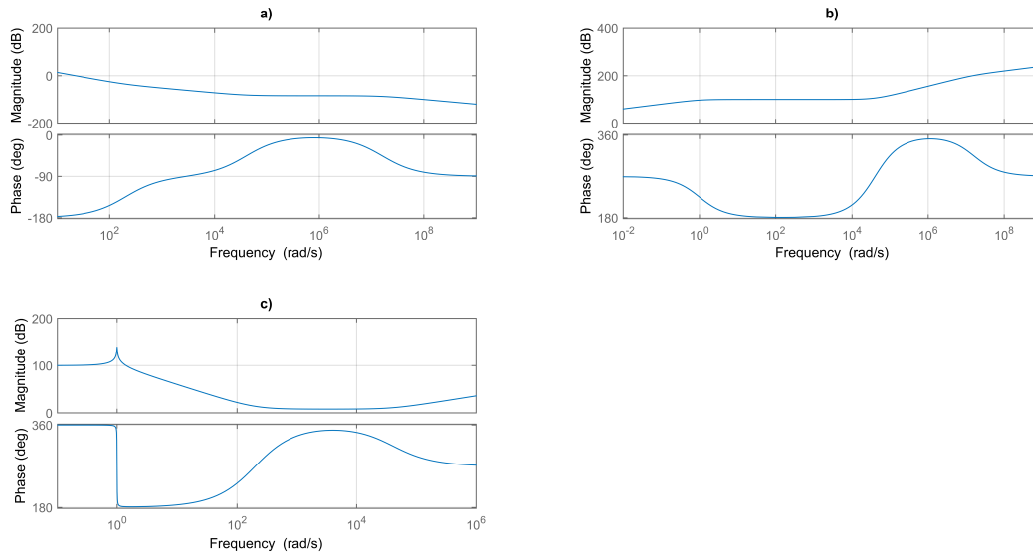 a)
Magnitude (dB)
200
0
-200
Phase (deg)
0
-90
-180
10^2 10^4 10^6 10^8
Frequency (rad/s)
b)
Magnitude (dB)
400
200
0
Phase (deg)
360
180
10^-2 10^0 10^2 10^4 10^6 10^8
Frequency (rad/s)
c)
Magnitude (dB)
200
100
0
Phase (deg)
360
180
10^0 10^2 10^4 10^6
Frequency (rad/s)